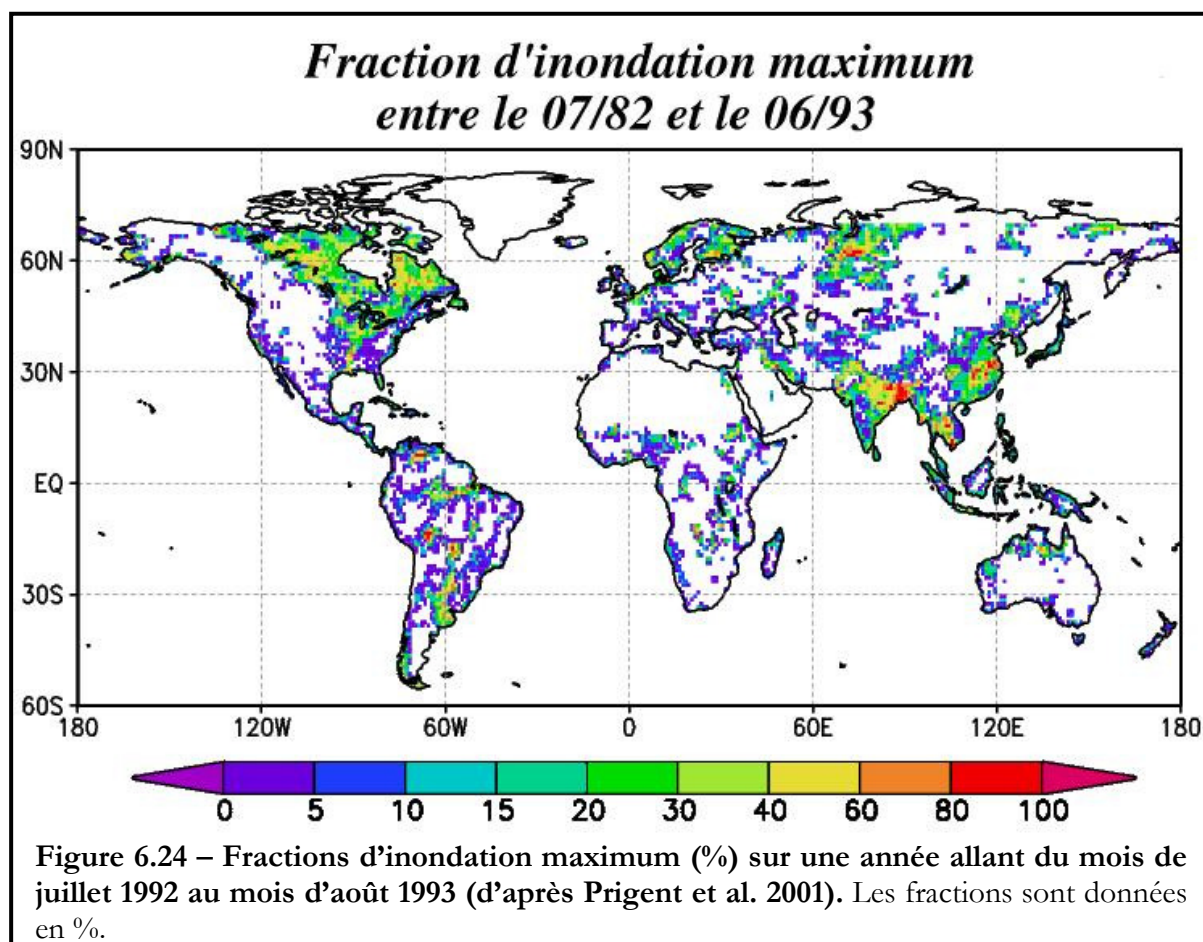 Fraction d'inondation maximum
entre le 07/82 et le 06/93
90N
60N
30N
EQ
30S
60S
180 120W 60W 0 60E 120E 180
0 5 10 15 20 30 40 60 80 100
Figure 6.24 – Fractions d’inondation maximum (%) sur une année allant du mois de
juillet 1992 au mois d’août 1993 (d’après Prigent et al. 2001). Les fractions sont données
en %.